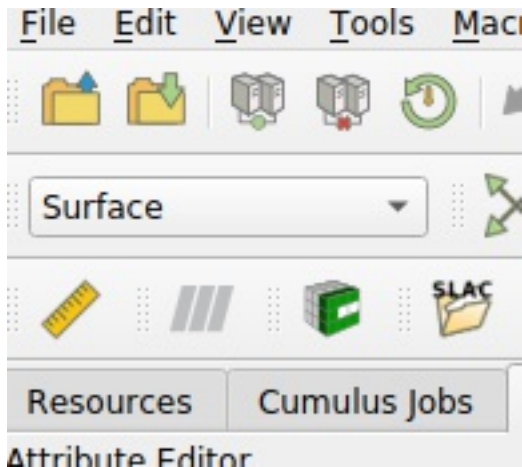 File Edit View Tools
Surface
SLAC
Resources Cumulus Jobs
Attribute Editor